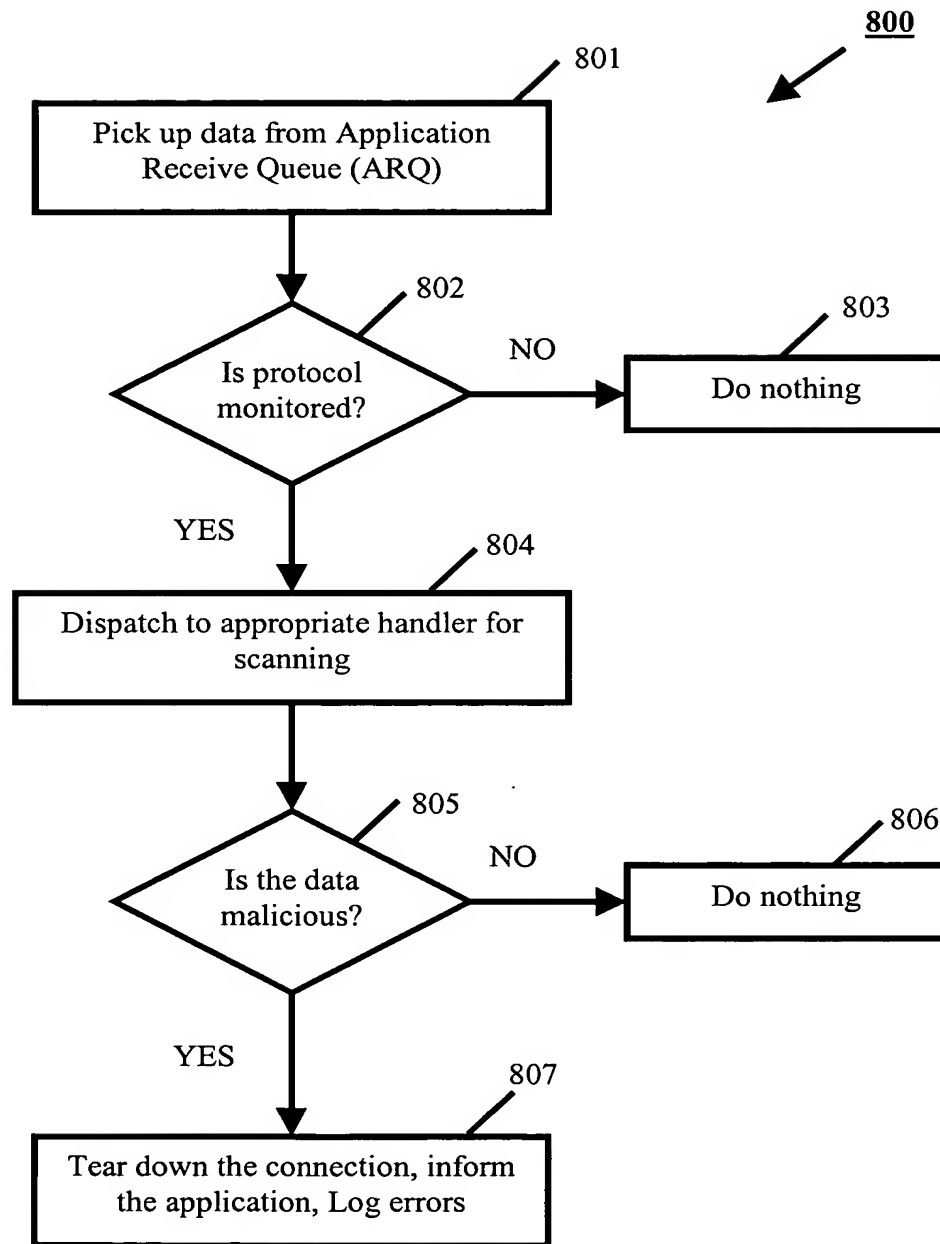 800
801
Pick up data from Application
Receive Queue (ARQ)
802
Is protocol
monitored?
NO
803
Do nothing
YES
804
Dispatch to appropriate handler for
scanning
805
Is the data
malicious?
NO
806
Do nothing
YES
807
Tear down the connection, inform
the application, Log errors